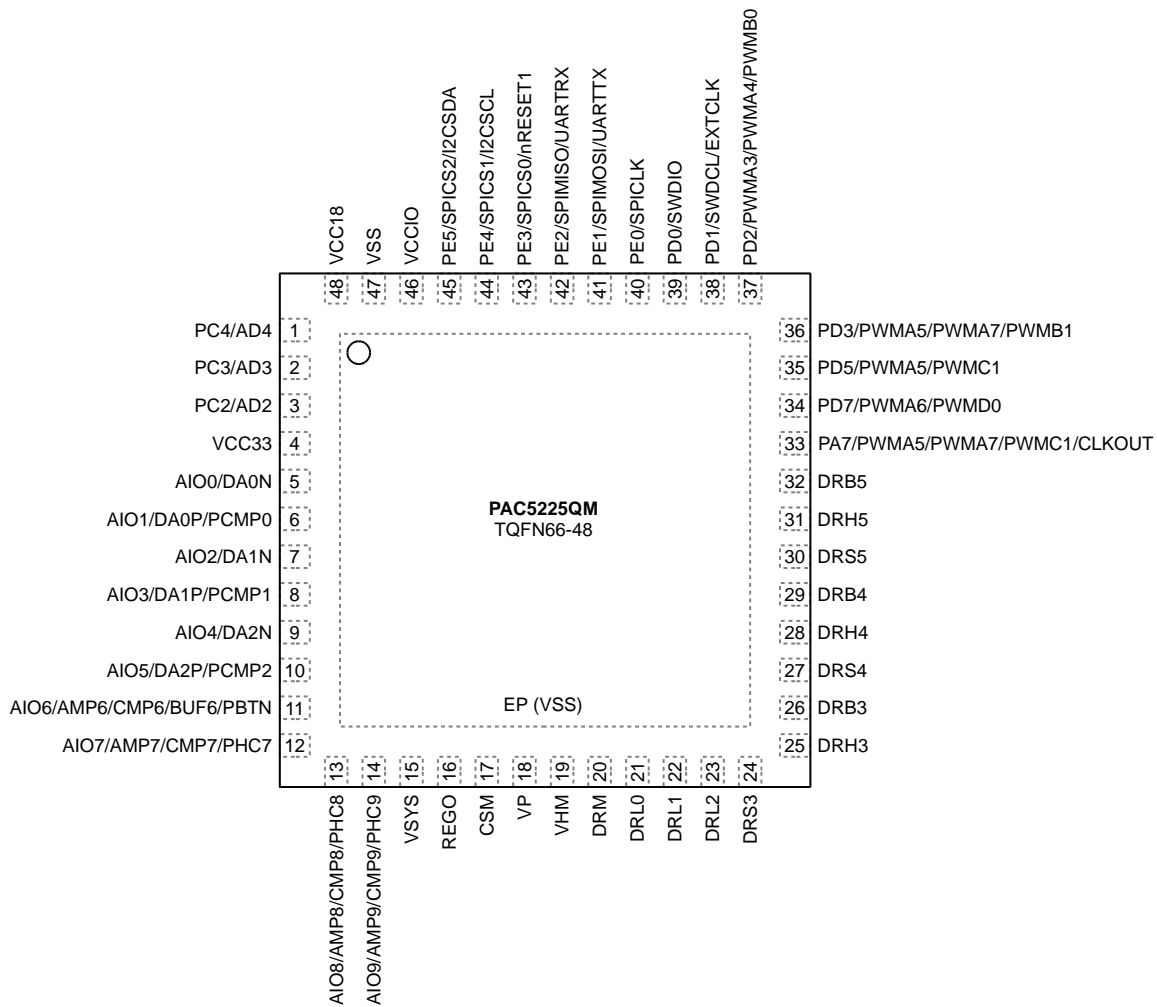 VCC18
VSS
VCCIO
PE5/SPICS2/I2CSDA
PE4/SPICS1/I2CSCL
PE3/SPICS0/nRESET1
PE2/SPIMISO/UARTRX
PE1/SPIMOSI/UARTTX
PE0/SPICLK
PD0/SWDIO
PD1/SWDCL/EXTCLK
PD2/PWMA3/PWMA4/PWMB0
48
47
46
45
44
43
42
41
40
39
38
37
PC4/AD4 1
PC3/AD3 2
PC2/AD2 3
VCC33 4
AIO0/DA0N 5
AIO1/DA0P/PCMP0 6
AIO2/DA1N 7
AIO3/DA1P/PCMP1 8
AIO4/DA2N 9
AIO5/DA2P/PCMP2 10
AIO6/AMP6/CMP6/BUF6/PBTN 11
AIO7/AMP7/CMP7/PHC7 12
PAC5225QM
TQFN66-48
EP (VSS)
36 PD3/PWMA5/PWMA7/PWMB1
35 PD5/PWMA5/PWMC1
34 PD7/PWMA6/PWMD0
33 PA7/PWMA5/PWMA7/PWMC1/CLKOUT
32 DRB5
31 DRH5
30 DRS5
29 DRB4
28 DRH4
27 DRS4
26 DRB3
25 DRH3
13
14
15
16
17
18
19
20
21
22
23
24
AIO8/AMP8/CMP8/PHC8
AIO9/AMP9/CMP9/PHC9
VSYS
REGO
CSM
VP
VHM
DRM
DRL0
DRL1
DRL2
DRS3